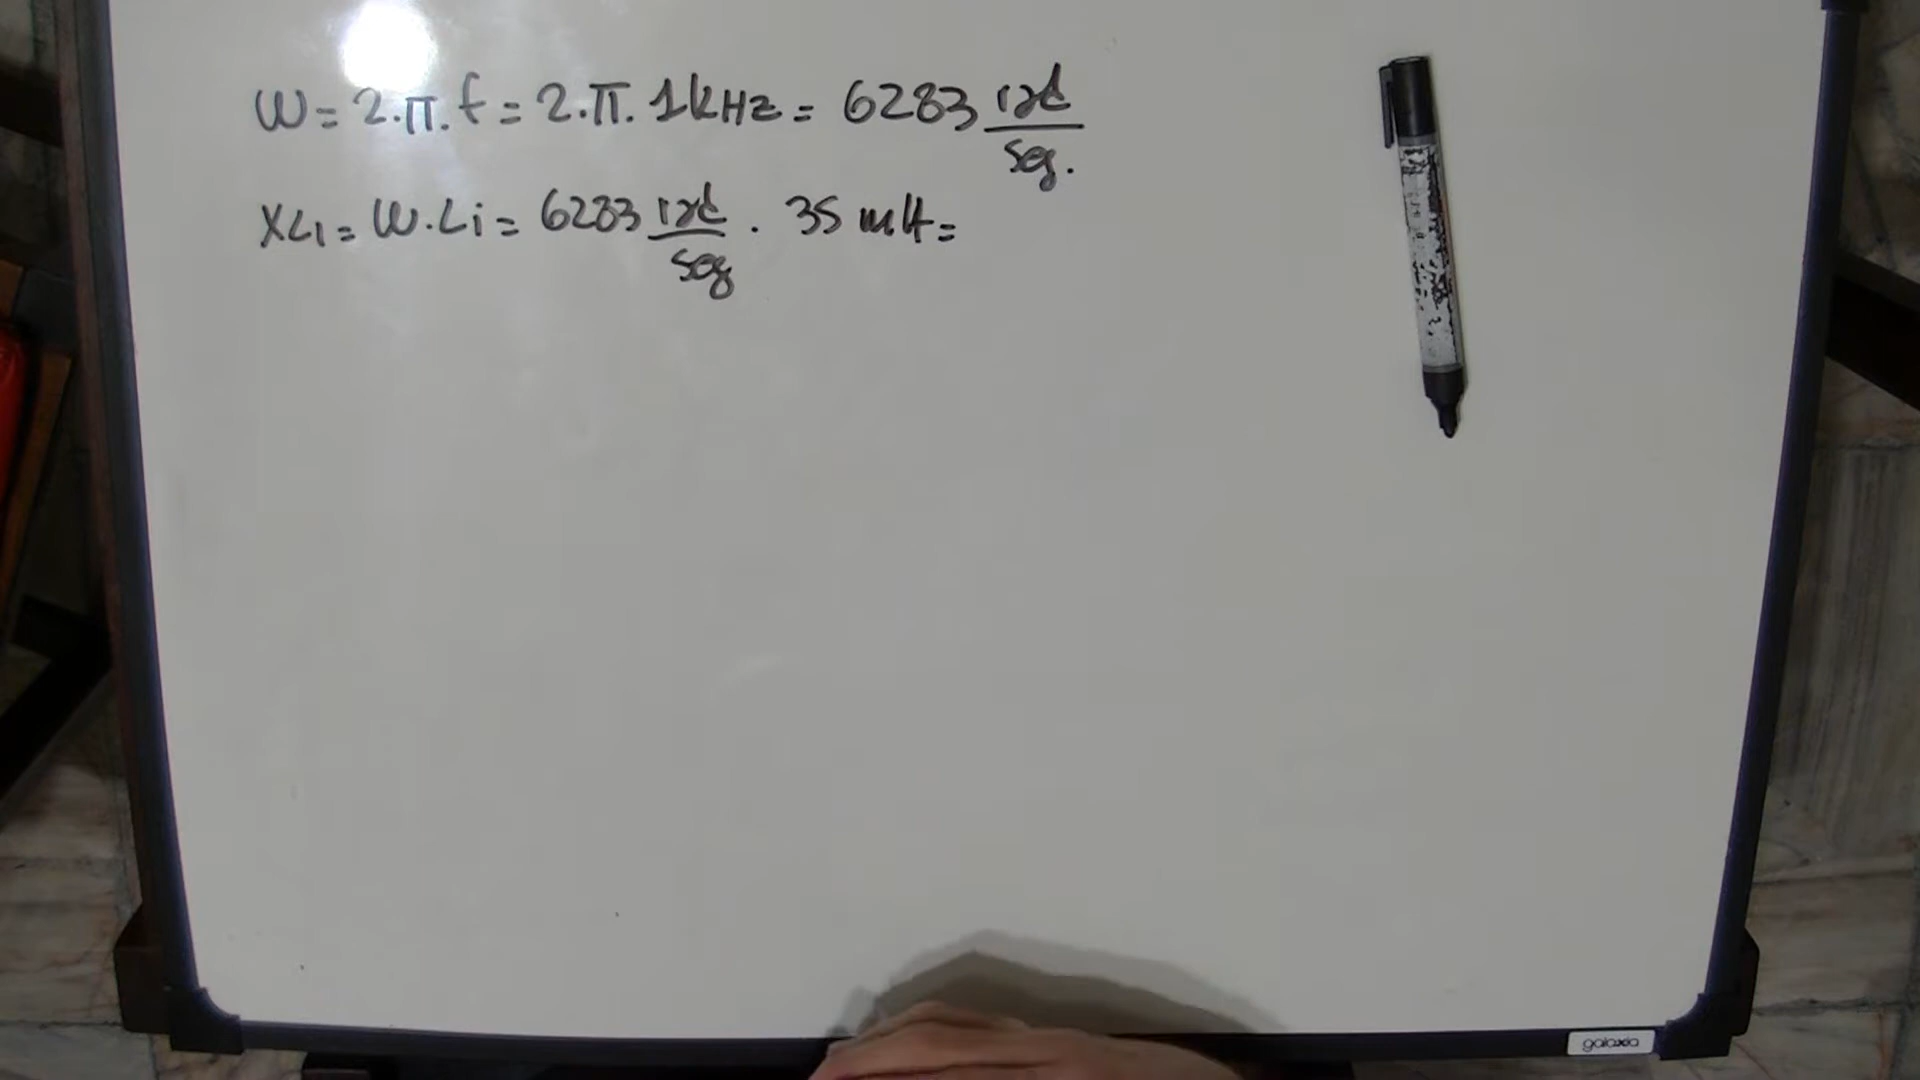 W = 2.π.f = 2.π. 1kHz = 6283 rad/seg.
XL1 = W.L1 = 6283 rad/seg . 35 mH =
galaxia